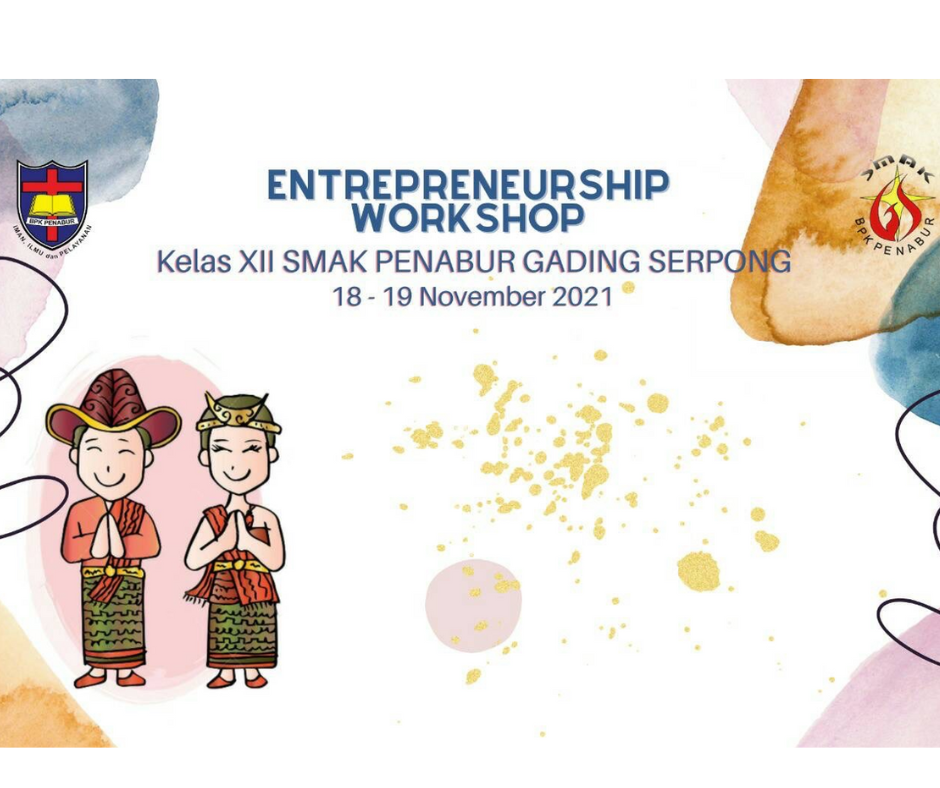 ENTREPRENEURSHIP
WORKSHOP
Kelas XII SMAK PENABUR GADING SERPONG
18 - 19 November 2021
BPK PENABUR
IMAN, ILMU dan PELAYANAN
SMAK
BPK PENABUR